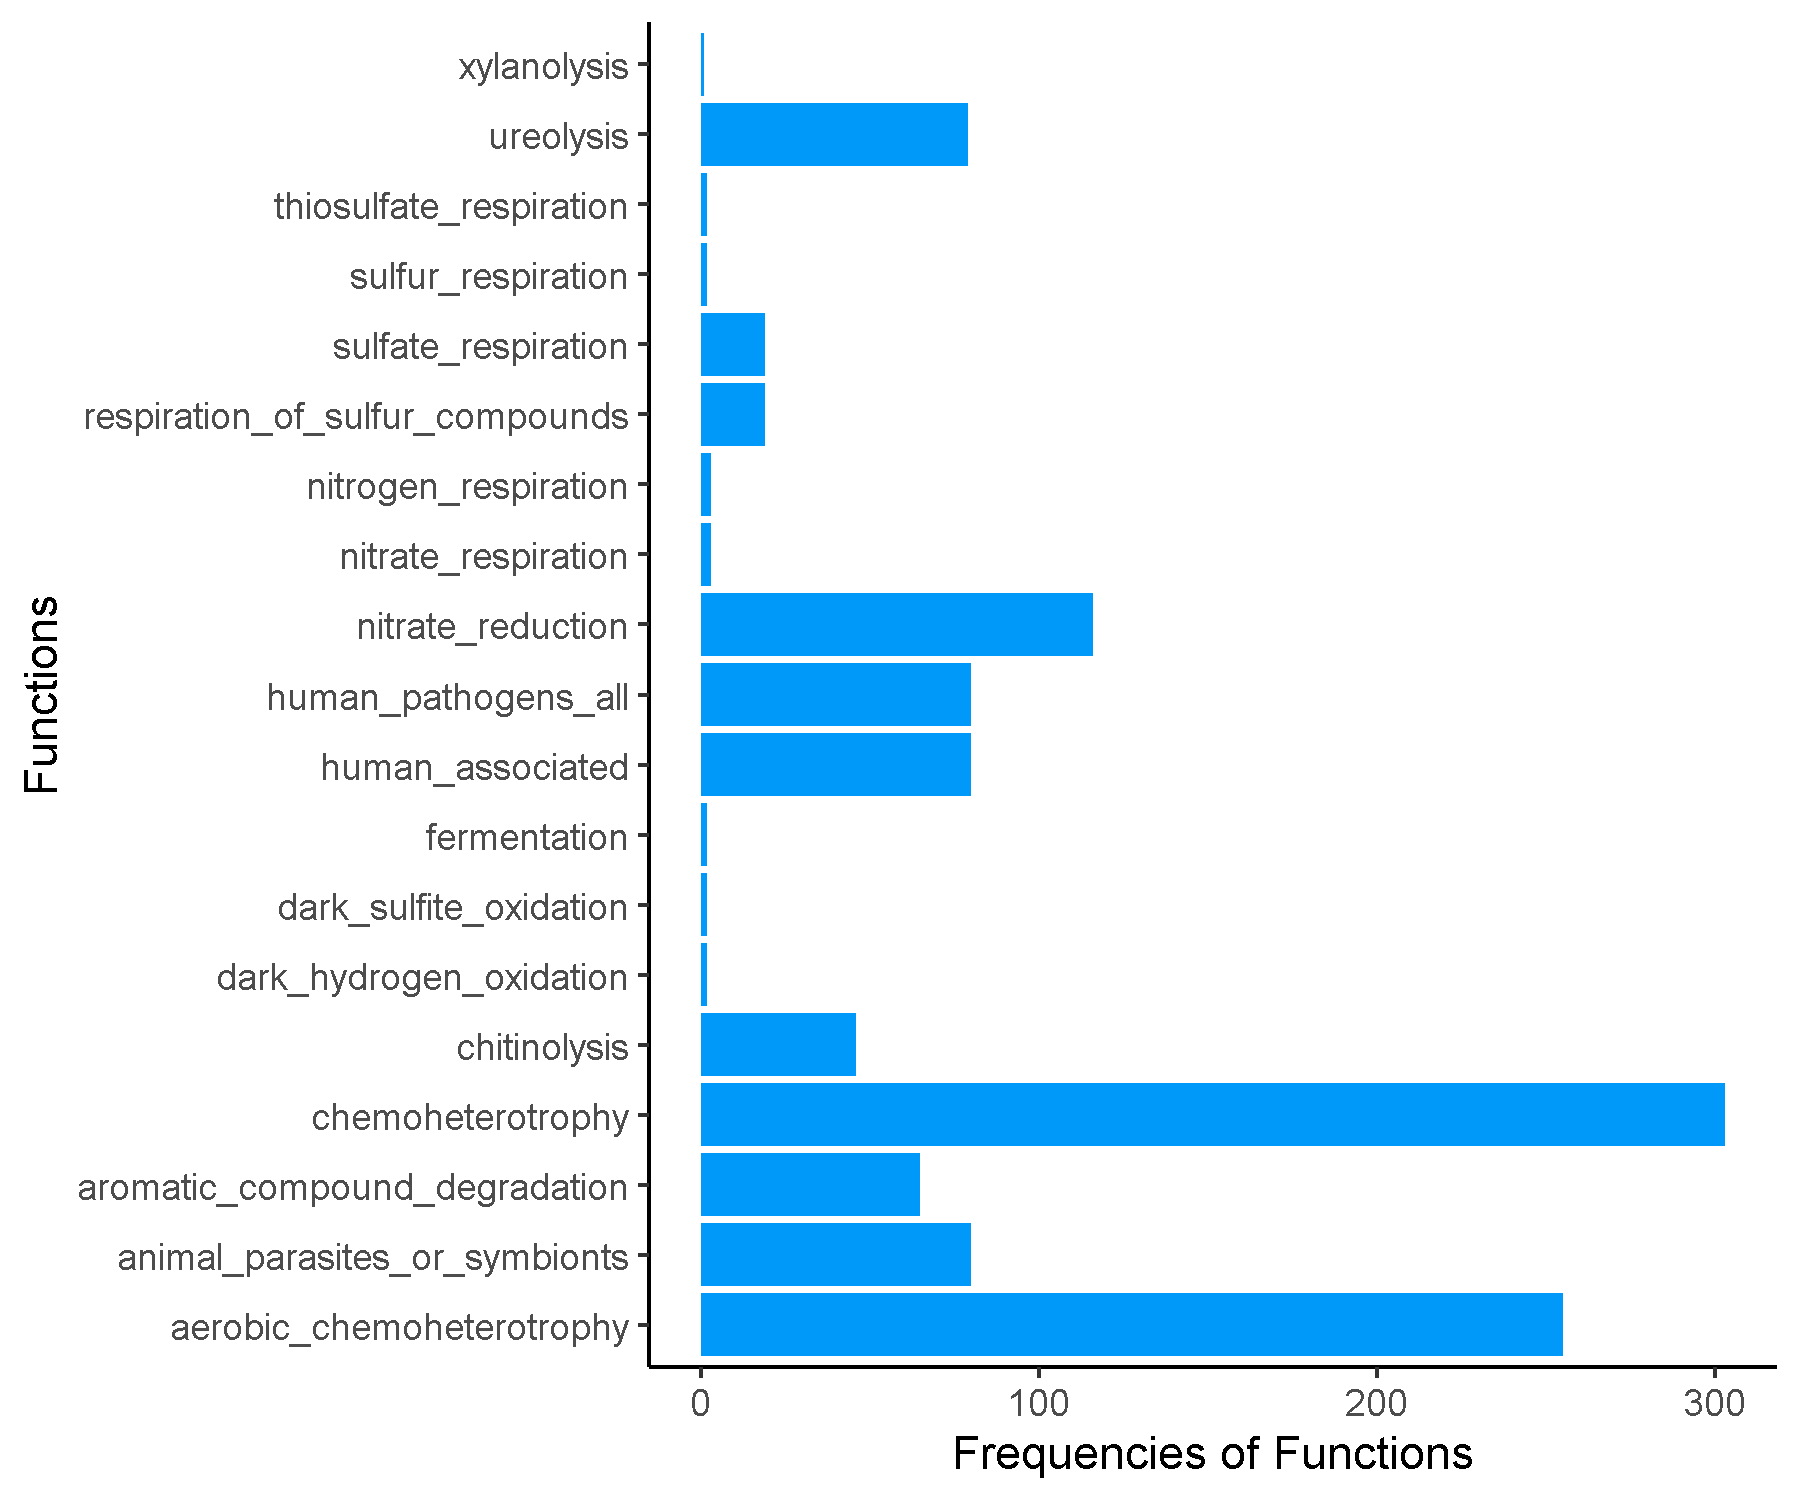 xylanolysis
ureolysis
thiosulfate_respiration
sulfur_respiration
sulfate_respiration
respiration_of_sulfur_compounds
nitrogen_respiration
nitrate_respiration
nitrate_reduction
human_pathogens_all
human_associated
fermentation
dark_sulfite_oxidation
dark_hydrogen_oxidation
chitinolysis
chemoheterotrophy
aromatic_compound_degradation
animal_parasites_or_symbionts
aerobic_chemoheterotrophy
Functions
0 100 200 300
Frequencies of Functions